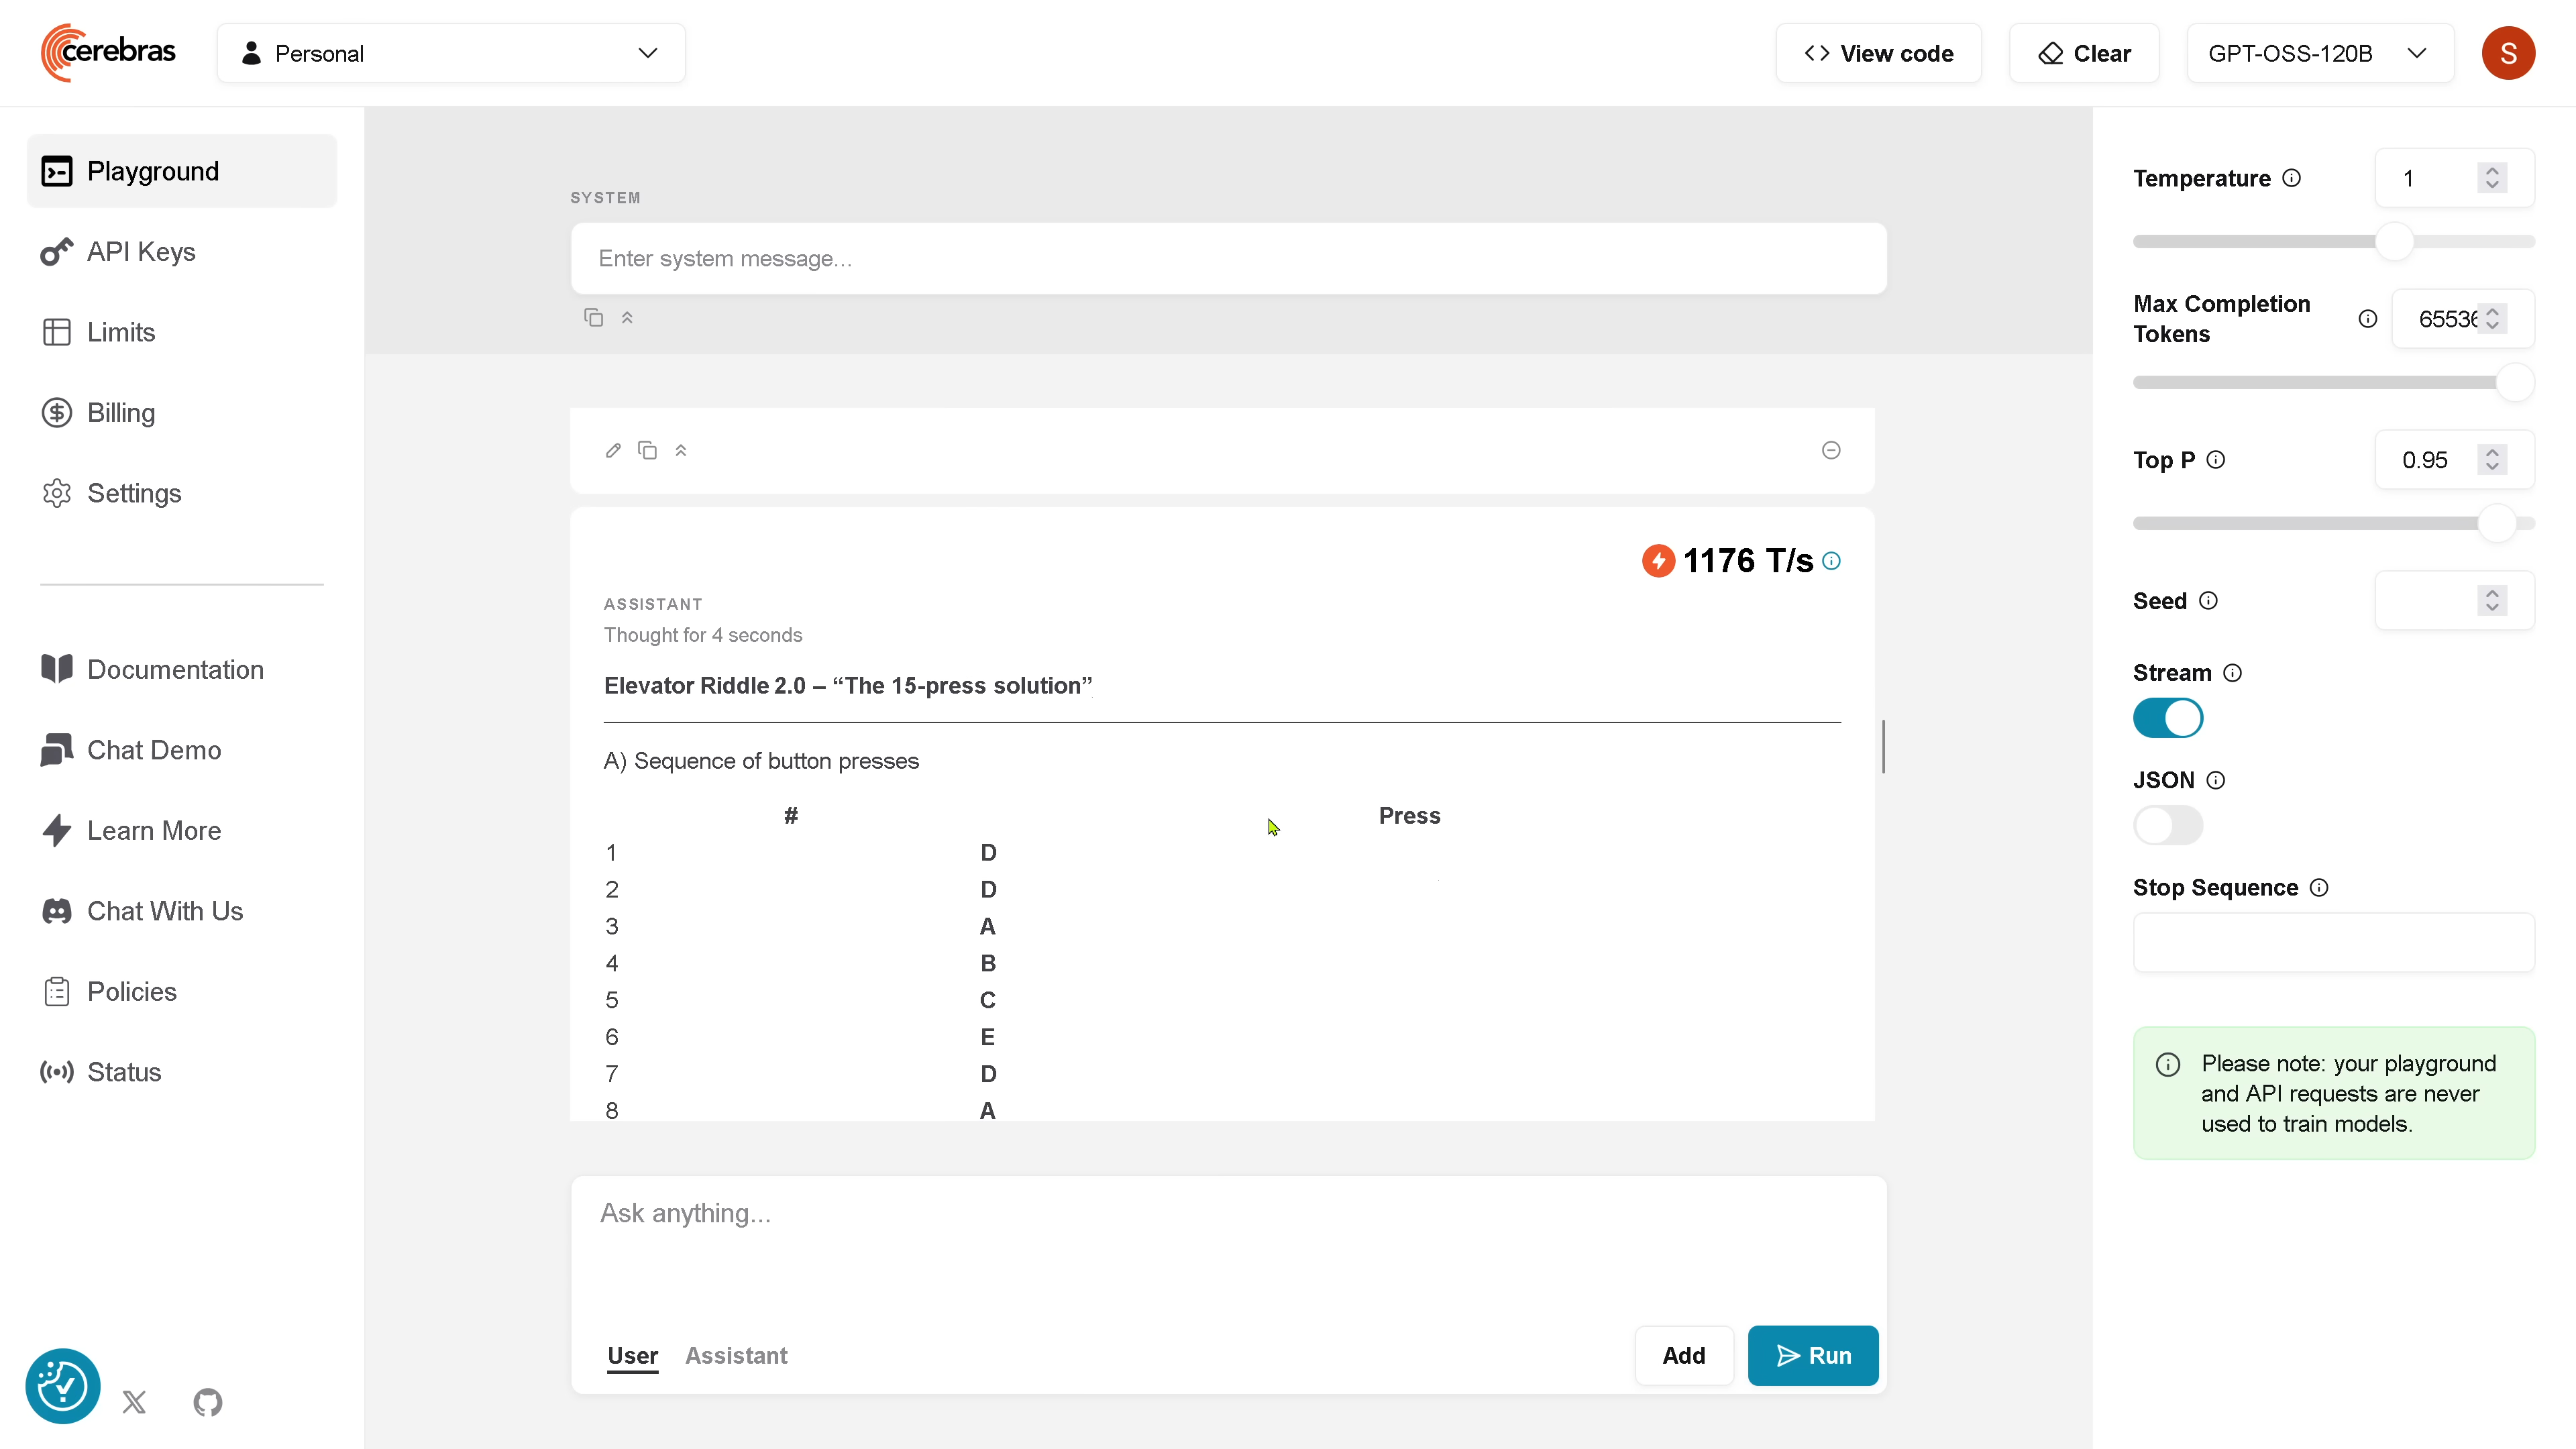 cerebras
Personal
View code
Clear
GPT-OSS-120B
S
Playground
API Keys
Limits
Billing
Settings
Documentation
Chat Demo
Learn More
Chat With Us
Policies
Status
SYSTEM
Enter system message...
1176 T/s
ASSISTANT
Thought for 4 seconds
Elevator Riddle 2.0 – “The 15-press solution”
A) Sequence of button presses
# Press
1 D
2 D
3 A
4 B
5 C
6 E
7 D
8 A
Ask anything...
User Assistant
Add
Run
Temperature 1
Max Completion
Tokens
65536
Top P 0.95
Seed
Stream
JSON
Stop Sequence
Please note: your playground
and API requests are never
used to train models.